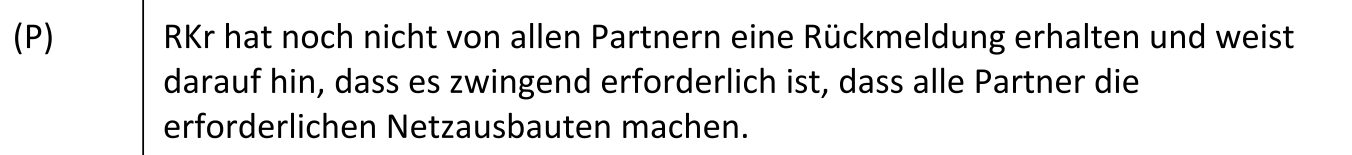 (P) RKr hat noch nicht von allen Partnern eine Rückmeldung erhalten und weist
darauf hin, dass es zwingend erforderlich ist, dass alle Partner die
erforderlichen Netzausbauten machen.